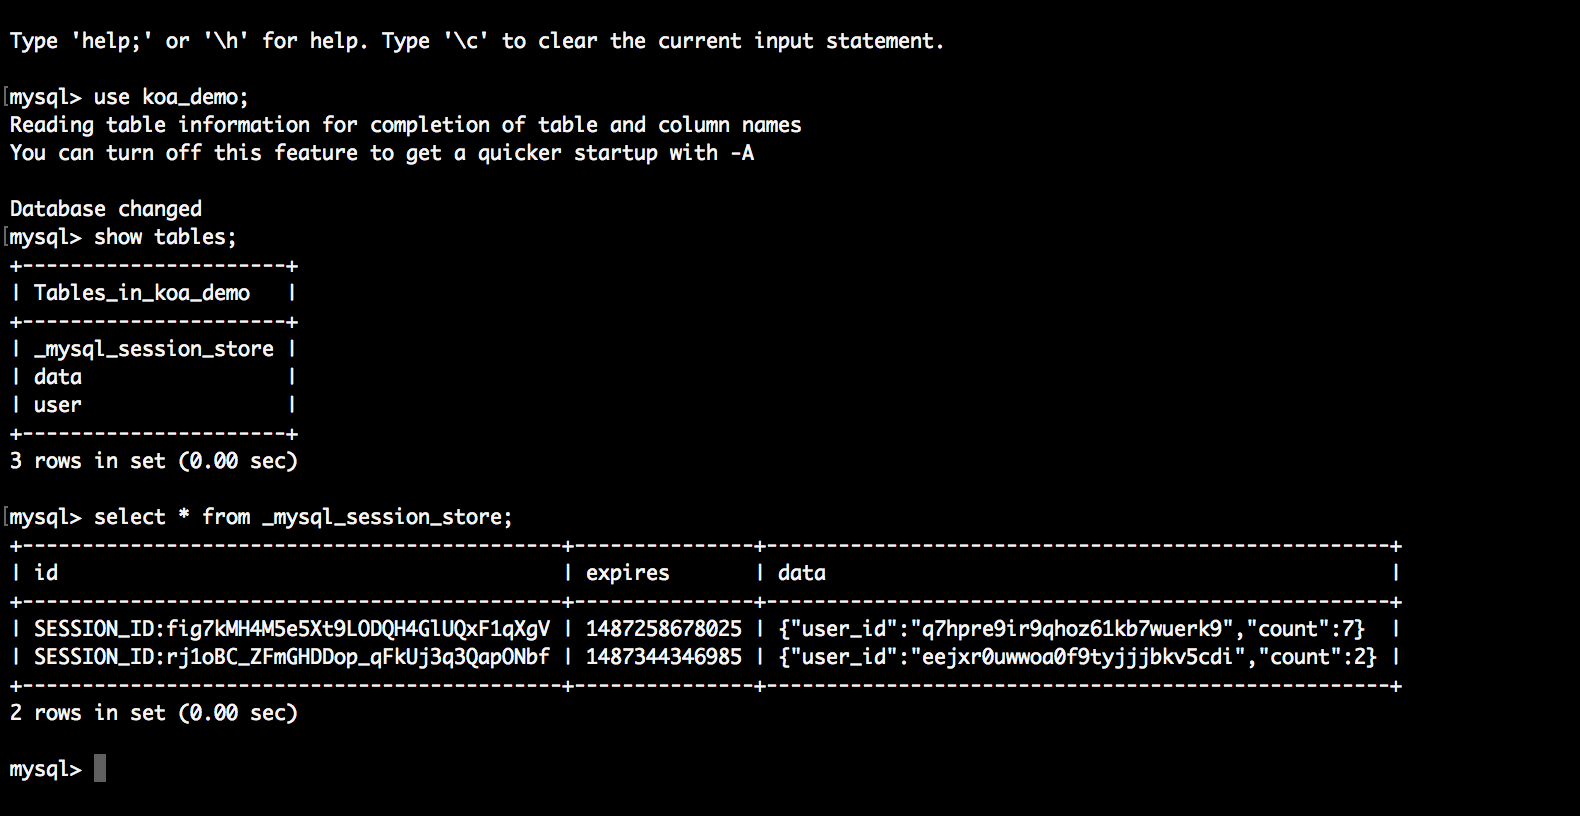 Type 'help;' or '\h' for help. Type '\c' to clear the current input statement.
[mysql> use koa_demo;
Reading table information for completion of table and column names
You can turn off this feature to get a quicker startup with -A
Database changed
[mysql> show tables;
+----------------------+
| Tables_in_koa_demo   |
+----------------------+
| _mysql_session_store |
| data                 |
| user                 |
+----------------------+
3 rows in set (0.00 sec)
[mysql> select * from _mysql_session_store;
+---------------------------------------------+---------------+----------------------------------------------------+
| id                                          | expires       | data                                               |
+---------------------------------------------+---------------+----------------------------------------------------+
| SESSION_ID:fig7kMH4M5e5Xt9LODQH4GlUQxF1qXgV | 1487258678025 | {"user_id":"q7hpre9ir9qhoz61kb7wuerk9","count":7}  |
| SESSION_ID:rj1oBC_ZFmGHDDop_qFkUj3q3QapONbf | 1487344346985 | {"user_id":"eejxr0uwwoa0f9tyjjjbkv5cdi","count":2} |
+---------------------------------------------+---------------+----------------------------------------------------+
2 rows in set (0.00 sec)
mysql>